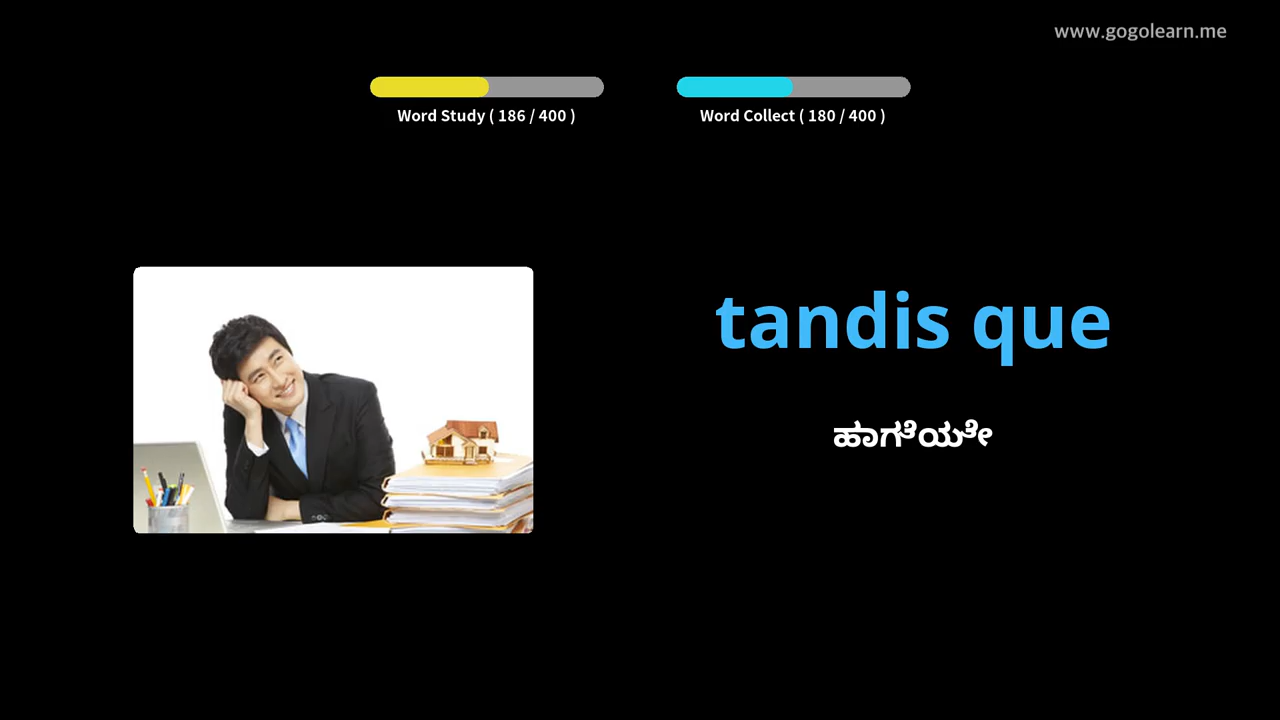 www.gogolearn.me
Word Study ( 186 / 400 )
Word Collect ( 180 / 400 )
tandis que
ಹಾಗೆಯೇ